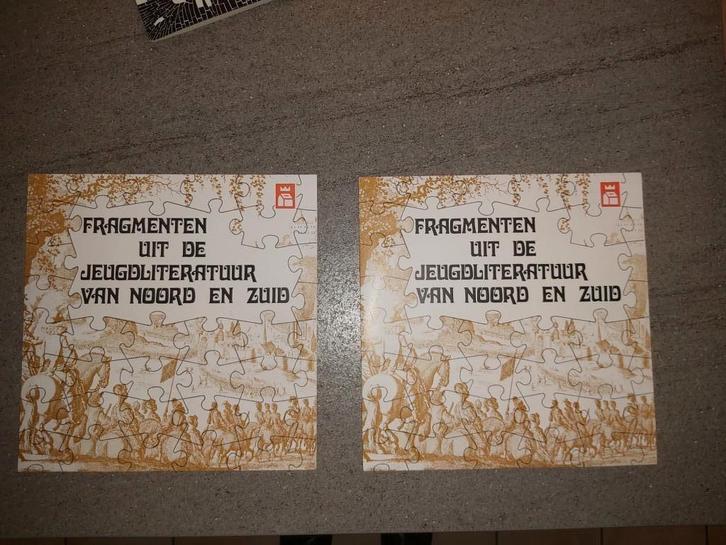 FRAGMENTEN
UIT DE
JEUGDLITERATUUR
VAN NOORD EN ZUID
FRAGMENTEN
UIT DE
JEUGDLITERATUUR
VAN NOORD EN ZUID